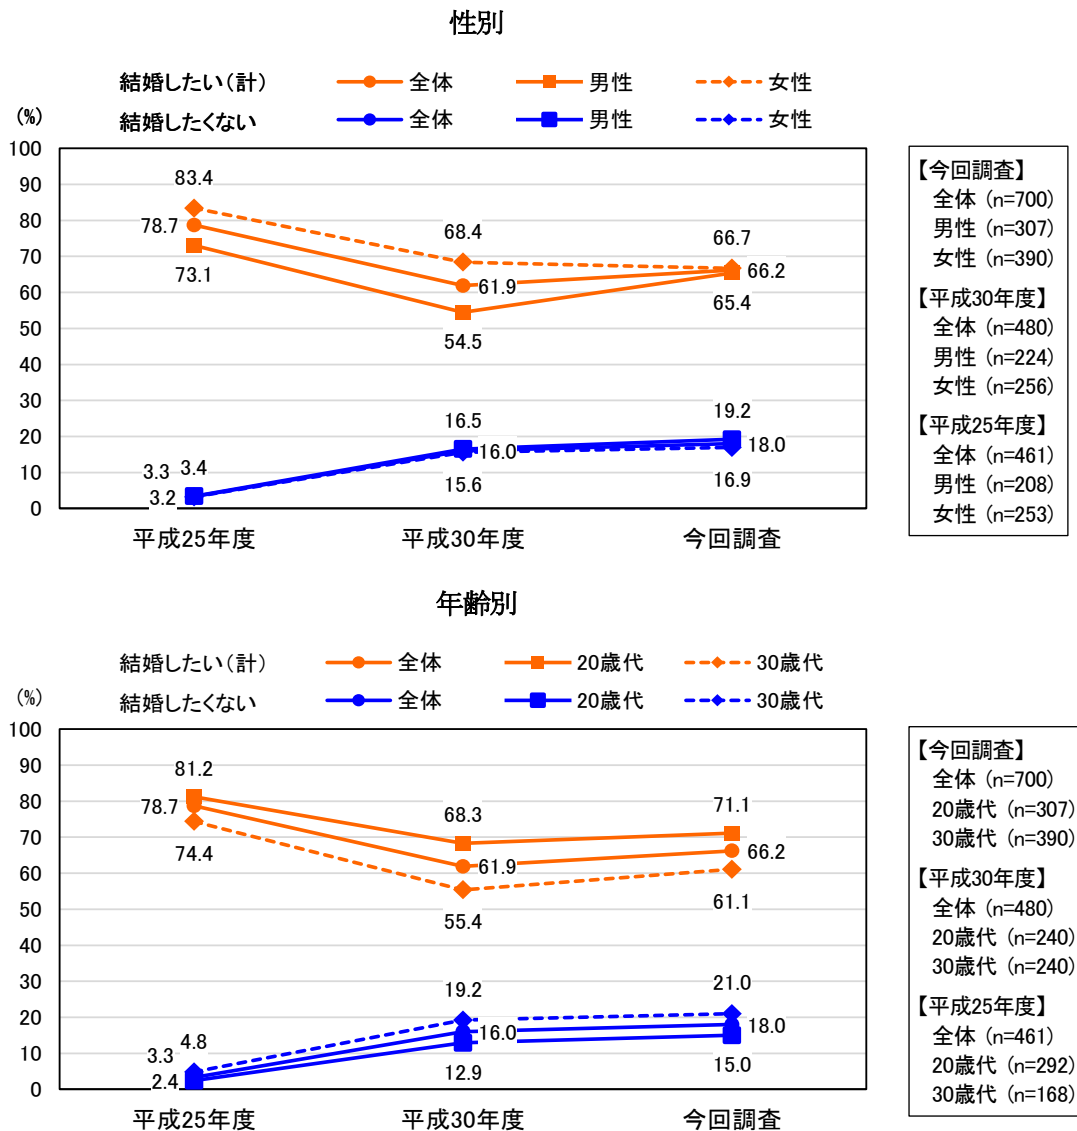 性別
結婚したい（計） 全体 男性 女性
(%) 結婚したくない 全体 男性 女性
100
90
80
70
60
50
40
30
20
10
0
83.4
78.7
73.1
68.4
61.9
54.5
66.7
66.2
65.4
3.3 3.4
3.2
16.5
16.0
15.6
19.2
18.0
16.9
平成25年度 平成30年度 今回調査
【今回調査】
全体 (n=700)
男性 (n=307)
女性 (n=390)
【平成30年度】
全体 (n=480)
男性 (n=224)
女性 (n=256)
【平成25年度】
全体 (n=461)
男性 (n=208)
女性 (n=253)
年齢別
結婚したい（計） 全体 20歳代 30歳代
(%) 結婚したくない 全体 20歳代 30歳代
100
90
80
70
60
50
40
30
20
10
0
81.2
78.7
74.4
68.3
61.9
55.4
71.1
66.2
61.1
3.3 4.8
2.4
19.2
16.0
12.9
21.0
18.0
15.0
平成25年度 平成30年度 今回調査
【今回調査】
全体 (n=700)
20歳代 (n=307)
30歳代 (n=390)
【平成30年度】
全体 (n=480)
20歳代 (n=240)
30歳代 (n=240)
【平成25年度】
全体 (n=461)
20歳代 (n=292)
30歳代 (n=168)